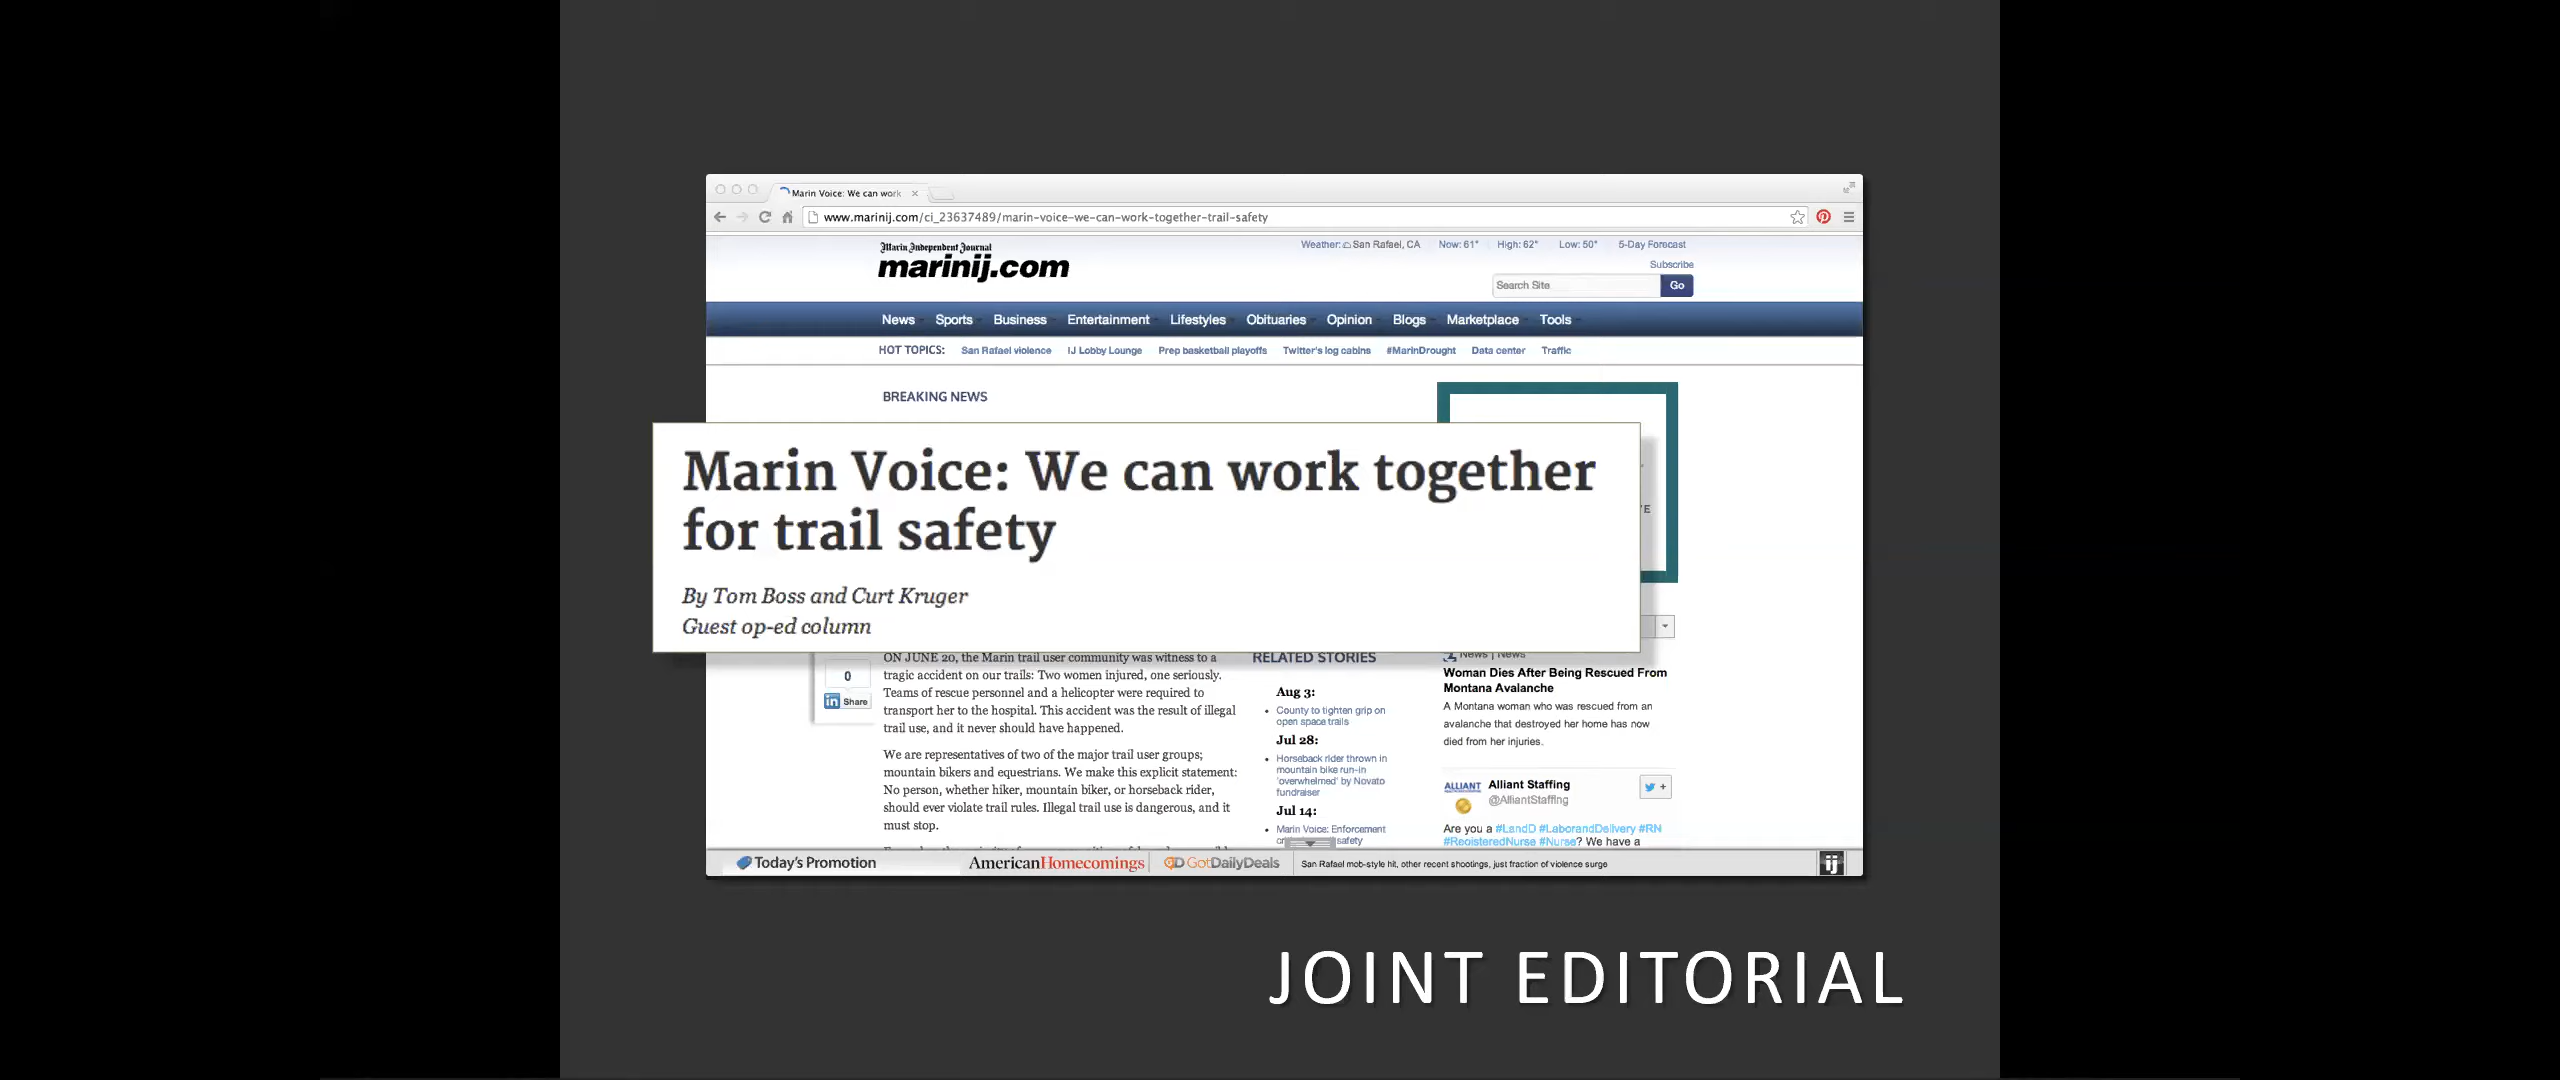 Marin Voice: We can work
www.marinij.com/ci_23637489/marin-voice-we-can-work-together-trail-safety
Marin Independent Journal
marinij.com
Weather: San Rafael, CA Now: 61° High: 62° Low: 50° 5-Day Forecast
Subscribe
Search Site Go
News Sports Business Entertainment Lifestyles Obituaries Opinion Blogs Marketplace Tools
HOT TOPICS: San Rafael violence IJ Lobby Lounge Prep basketball playoffs Twitter's log cabins #MarinDrought Data center Traffic
BREAKING NEWS
Marin Voice: We can work together
for trail safety
By Tom Boss and Curt Kruger
Guest op-ed column
0
in Share
ON JUNE 20, the Marin trail user community was witness to a
tragic accident on our trails: Two women injured, one seriously.
Teams of rescue personnel and a helicopter were required to
transport her to the hospital. This accident was the result of illegal
trail use, and it never should have happened.
We are representatives of two of the major trail user groups;
mountain bikers and equestrians. We make this explicit statement:
No person, whether hiker, mountain biker, or horseback rider,
should ever violate trail rules. Illegal trail use is dangerous, and it
must stop.
RELATED STORIES
Aug 3:
County to tighten grip on
open space trails
Jul 28:
Horseback rider thrown in
mountain bike run-in
'overwhelmed' by Novato
fundraiser
Jul 14:
Marin Voice: Enforcement
safety
News | News
Woman Dies After Being Rescued From
Montana Avalanche
A Montana woman who was rescued from an
avalanche that destroyed her home has now
died from her injuries.
ALLIANT
Alliant Staffing
@AlliantStaffing
Are you a #LandD #LaborandDelivery #RN
#RegisteredNurse #Nurse? We have a
Today's Promotion AmericanHomecomings GD GotDailyDeals San Rafael mob-style hit, other recent shootings, just fraction of violence surge ij
JOINT EDITORIAL